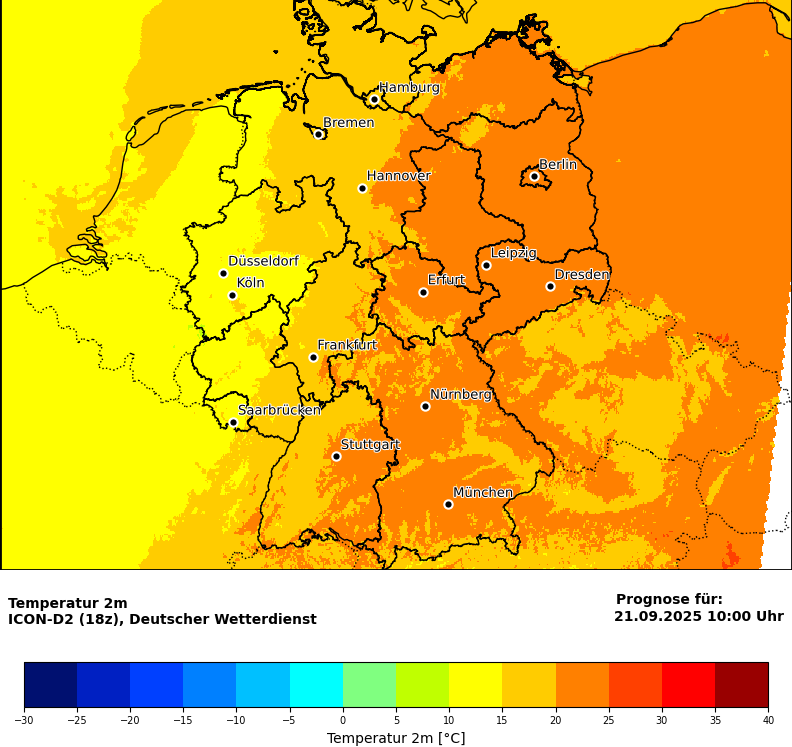 Hamburg
Bremen
Berlin
Hannover
Leipzig
Düsseldorf
Dresden
Köln
Erfurt
Frankfurt
Nürnberg
Saarbrücken
Stuttgart
München
Temperatur 2m
ICON-D2 (18z), Deutscher Wetterdienst
Prognose für:
21.09.2025 10:00 Uhr
−30 −25 −20 −15 −10 −5 0 5 10 15 20 25 30 35 40
Temperatur 2m [°C]